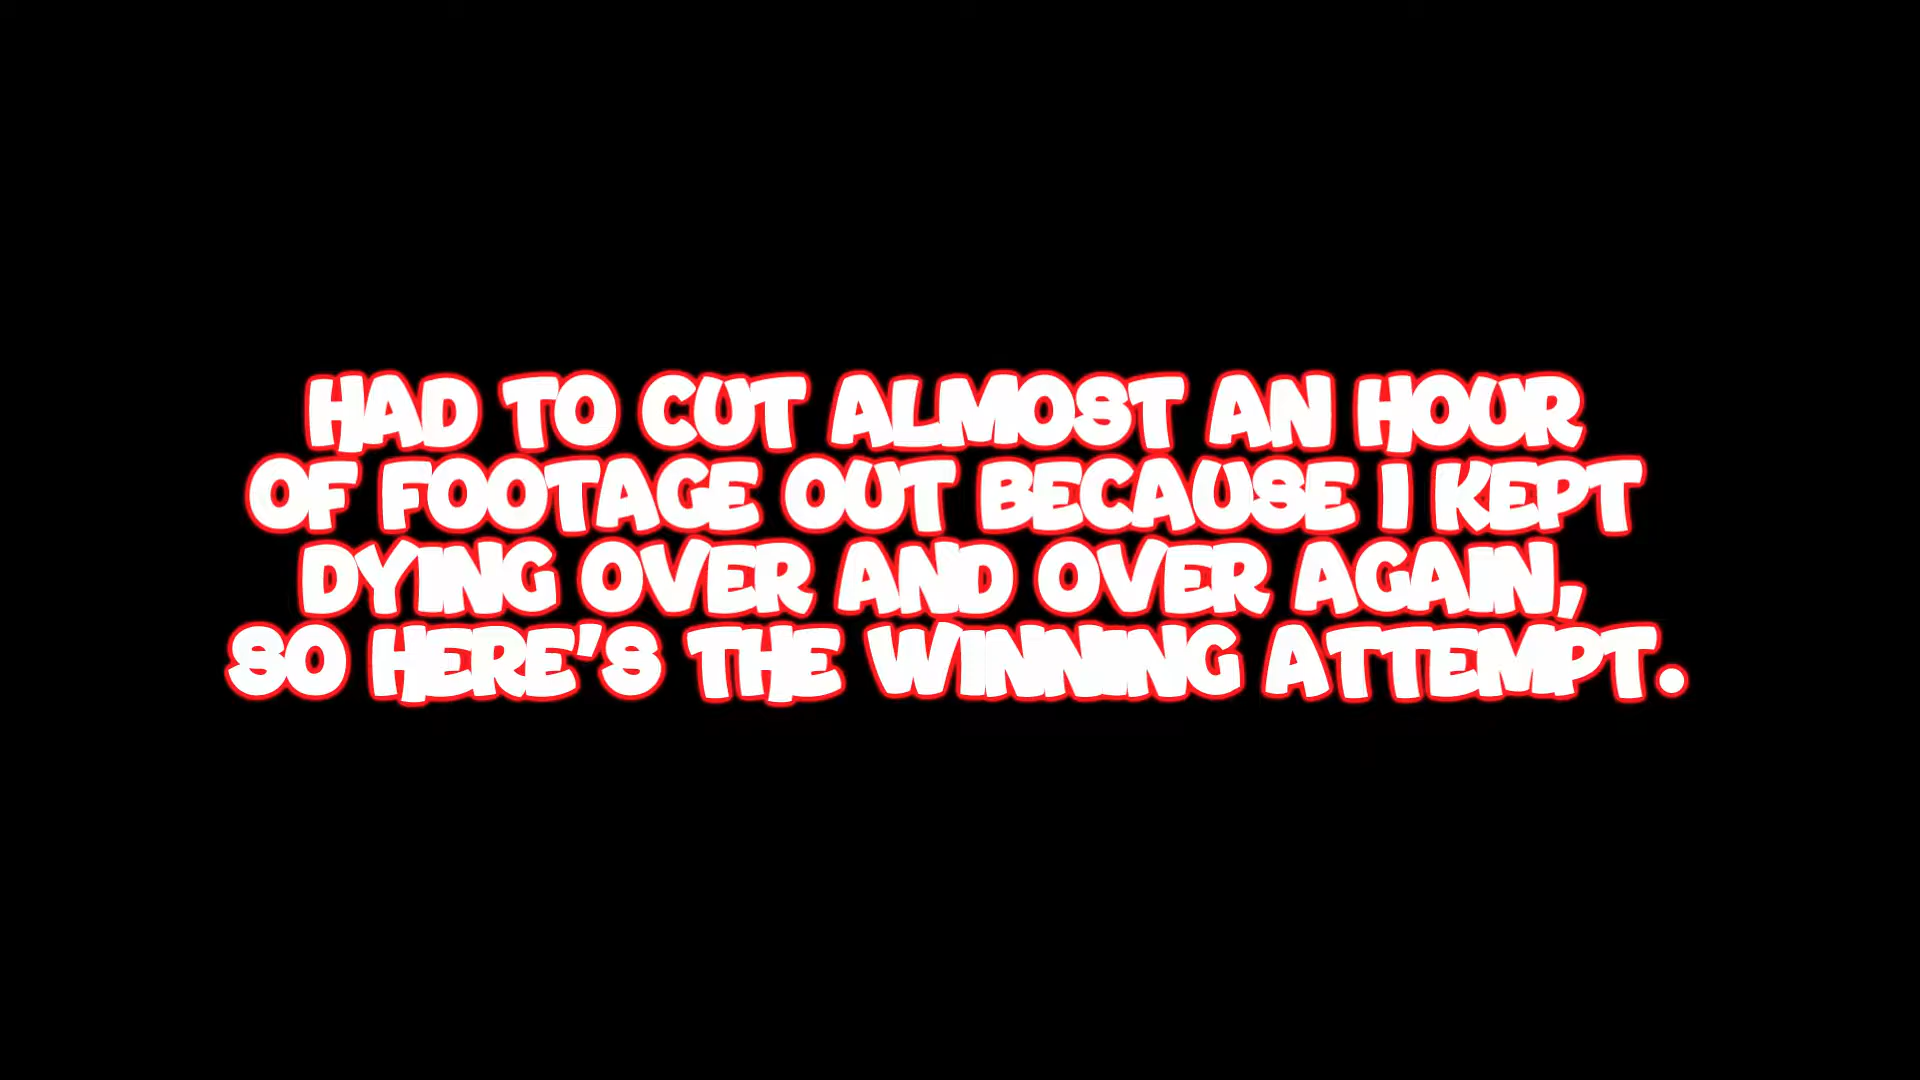 HAD TO CUT ALMOST AN HOUR
OF FOOTAGE OUT BECAUSE I KEPT
DYING OVER AND OVER AGAIN,
SO HERE'S THE WINNING ATTEMPT.